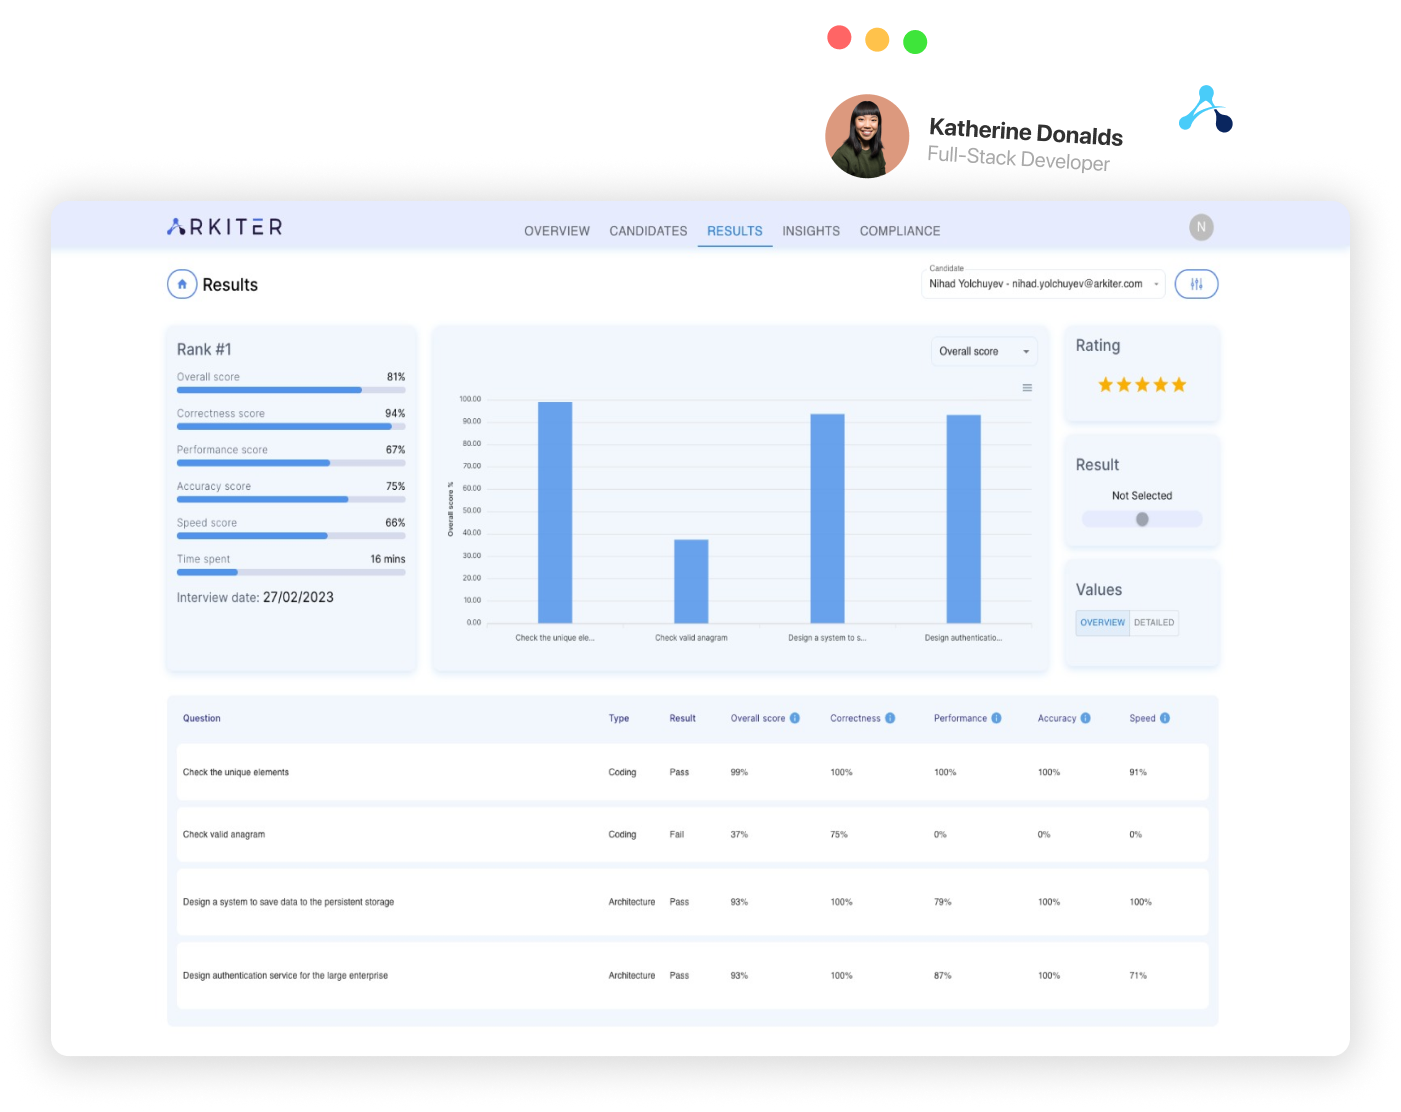 Katherine Donalds
Full-Stack Developer
ARKITER
OVERVIEW CANDIDATES RESULTS INSIGHTS COMPLIANCE N
Results
Candidate
Nihad Yolchuyev - nihad.yolchuyev@arkiter.com
Rank #1
Overall score 81%
Correctness score 94%
Performance score 67%
Accuracy score 75%
Speed score 66%
Time spent 16 mins
Interview date: 27/02/2023
Overall score
Overall score %
100.00
90.00
80.00
70.00
60.00
50.00
40.00
30.00
20.00
10.00
0.00
Check the unique ele... Check valid anagram Design a system to s... Design authenticatio...
Rating
Result
Not Selected
Values
OVERVIEW DETAILED
Question Type Result Overall score i Correctness i Performance i Accuracy i Speed i
Check the unique elements Coding Pass 99% 100% 100% 100% 91%
Check valid anagram Coding Fail 37% 75% 0% 0% 0%
Design a system to save data to the persistent storage Architecture Pass 93% 100% 79% 100% 100%
Design authentication service for the large enterprise Architecture Pass 93% 100% 87% 100% 71%